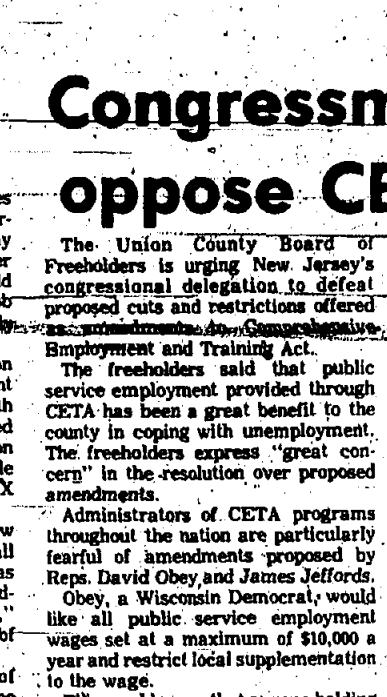 Congressm
oppose CE
The Union County Board of
Freeholders is urging New Jersey's
congressional delegation to defeat
proposed cuts and restrictions offered
as amendments to Comprehensive
Employment and Training Act.
The freeholders said that public
service employment provided through
CETA has been a great benefit to the
county in coping with unemployment.
The freeholders express "great con-
cern" in the resolution over proposed
amendments.
Administrators of CETA programs
throughout the nation are particularly
fearful of amendments proposed by
Reps. David Obey and James Jeffords.
Obey, a Wisconsin Democrat, would
like all public service employment
wages set at a maximum of $10,000 a
year and restrict local supplementation
to the wage.